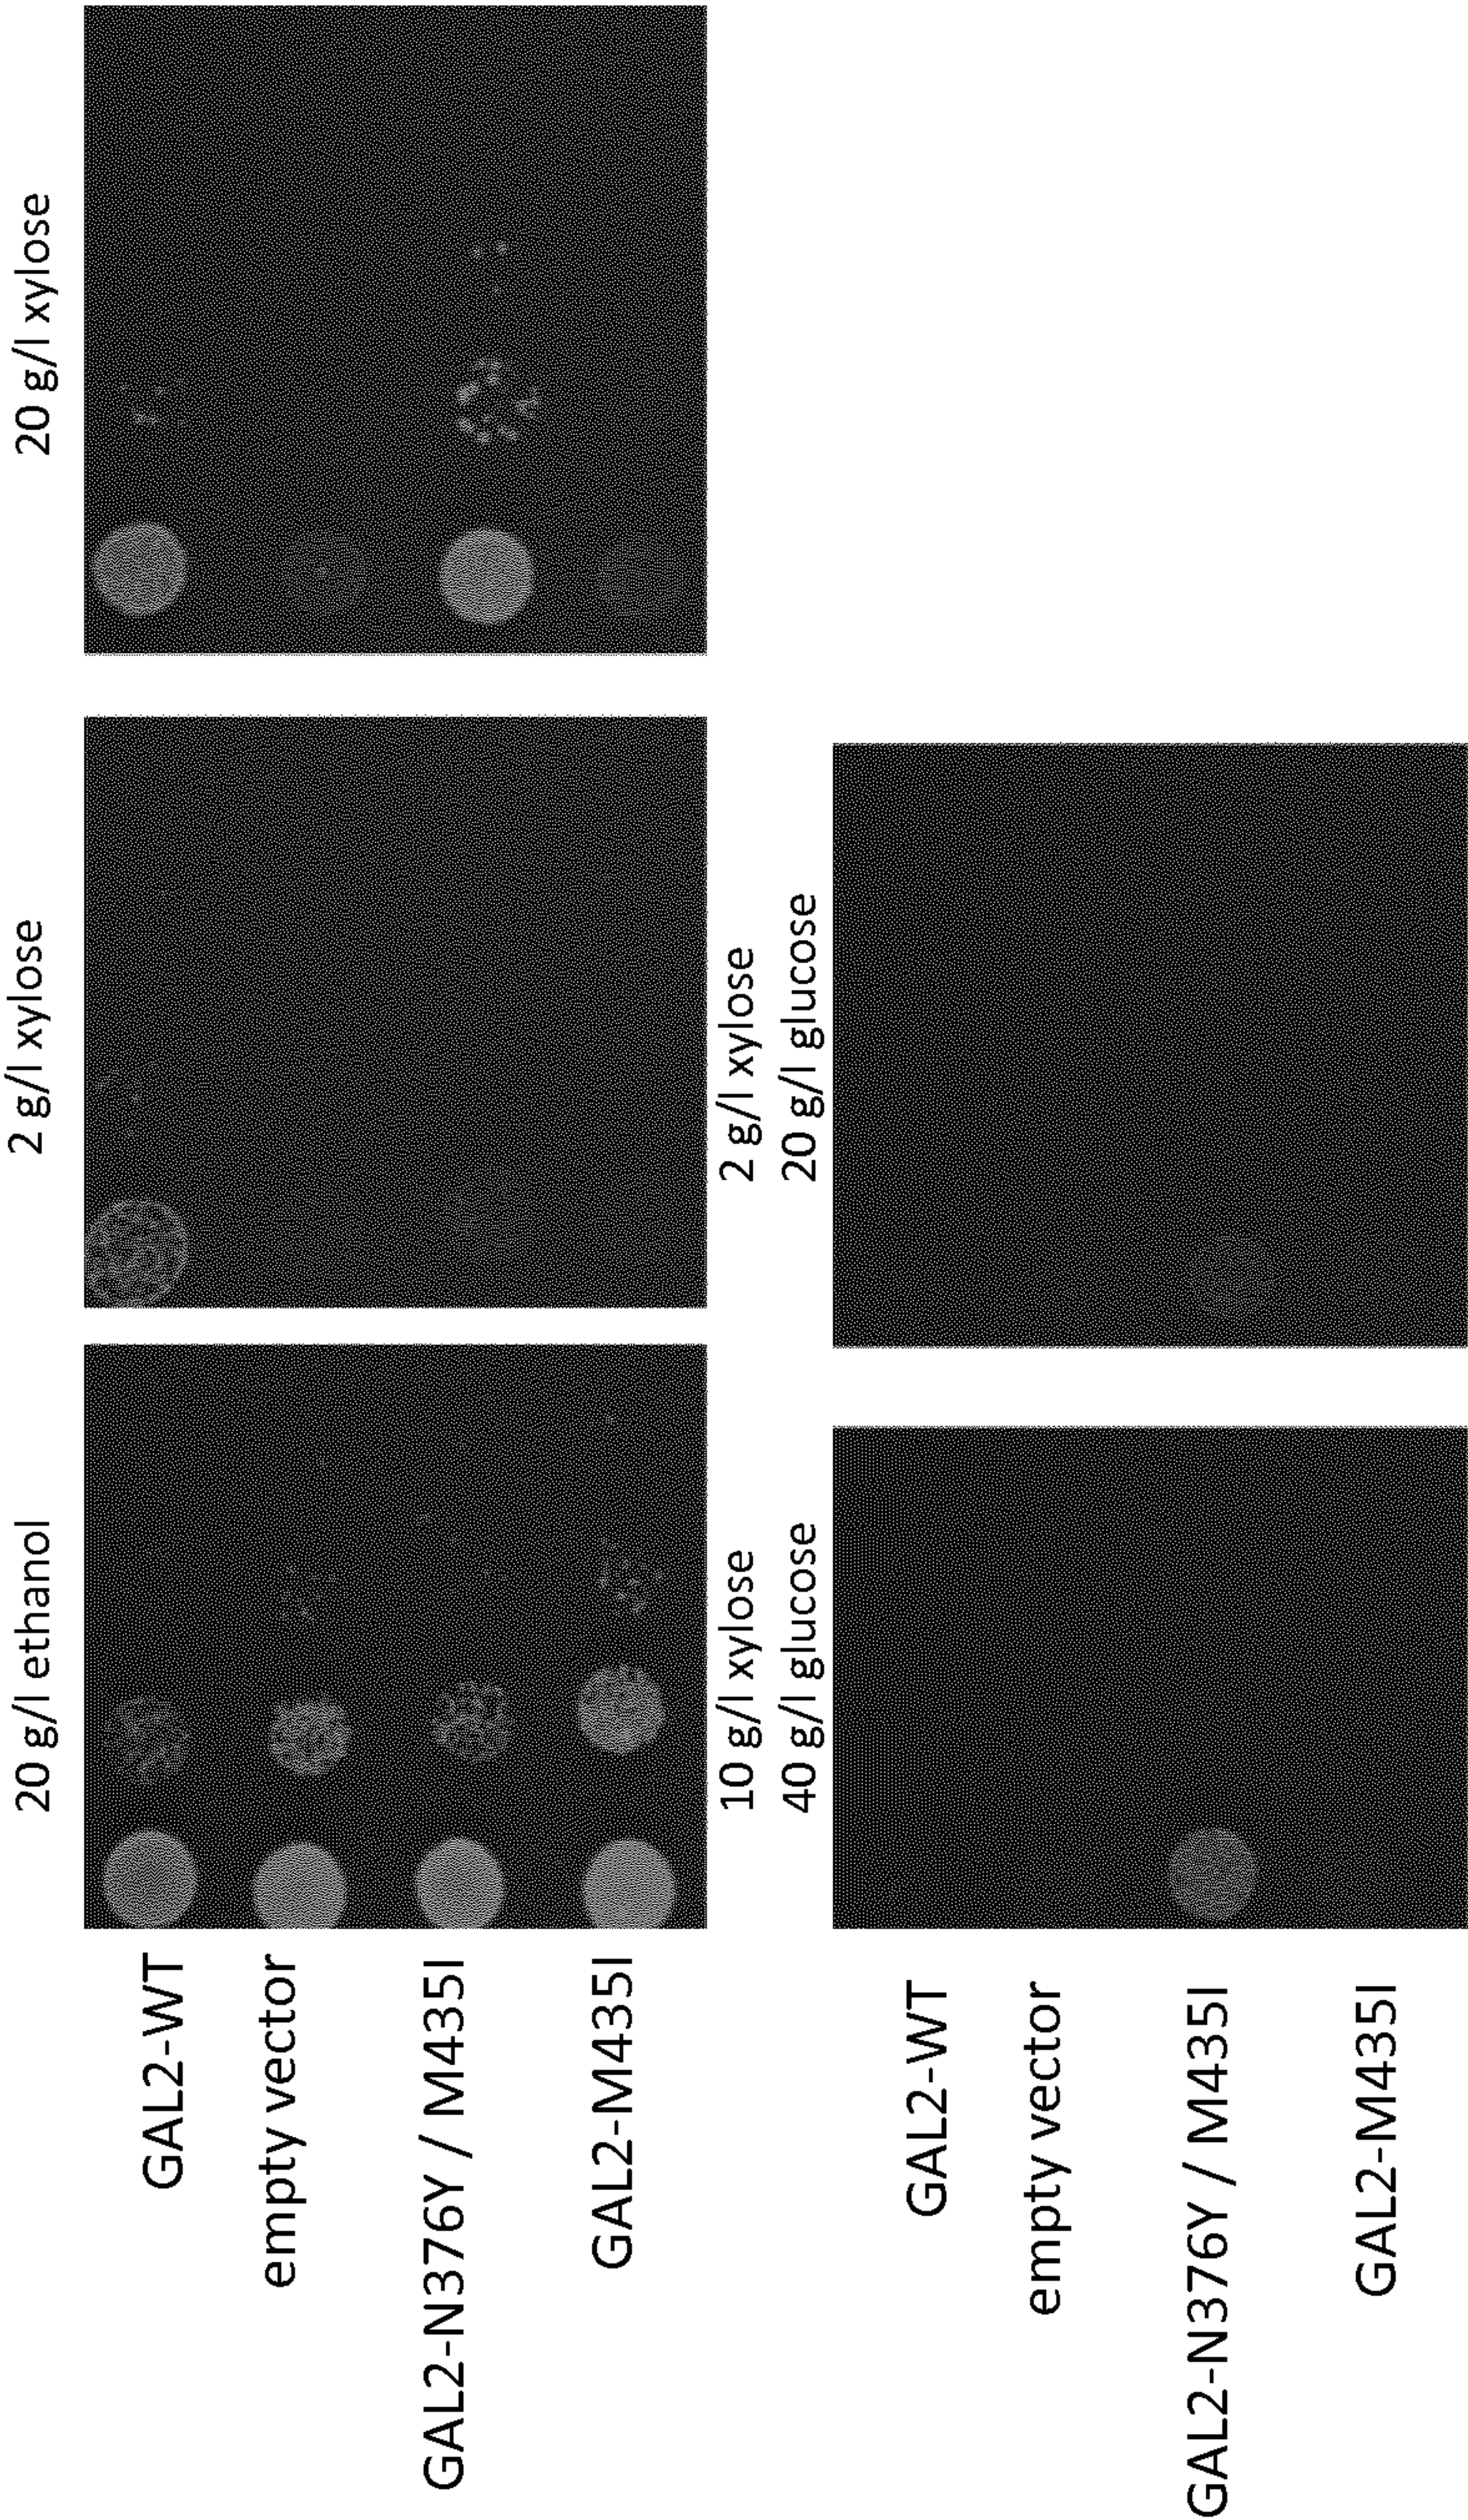 20 g/l ethanol
2 g/l xylose
20 g/l xylose
GAL2-WT
empty vector
GAL2-N376Y / M435I
GAL2-M435I
10 g/l xylose
40 g/l glucose
2 g/l xylose
20 g/l glucose
GAL2-WT
empty vector
GAL2-N376Y / M435I
GAL2-M435I